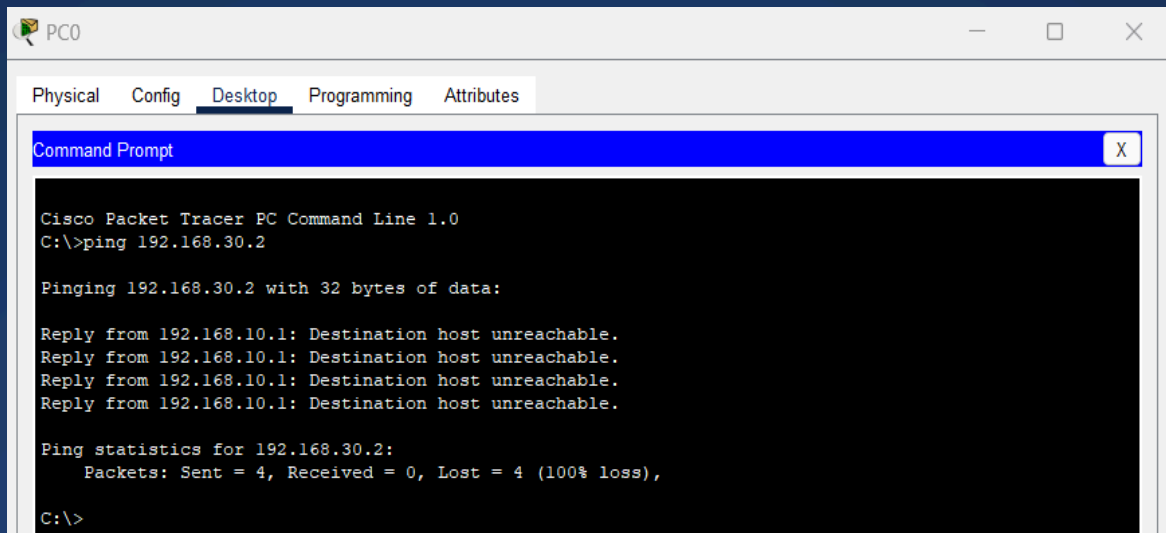 PC0
Physical Config Desktop Programming Attributes
Command Prompt
X
Cisco Packet Tracer PC Command Line 1.0
C:\>ping 192.168.30.2
Pinging 192.168.30.2 with 32 bytes of data:
Reply from 192.168.10.1: Destination host unreachable.
Reply from 192.168.10.1: Destination host unreachable.
Reply from 192.168.10.1: Destination host unreachable.
Reply from 192.168.10.1: Destination host unreachable.
Ping statistics for 192.168.30.2:
    Packets: Sent = 4, Received = 0, Lost = 4 (100% loss),
C:\>